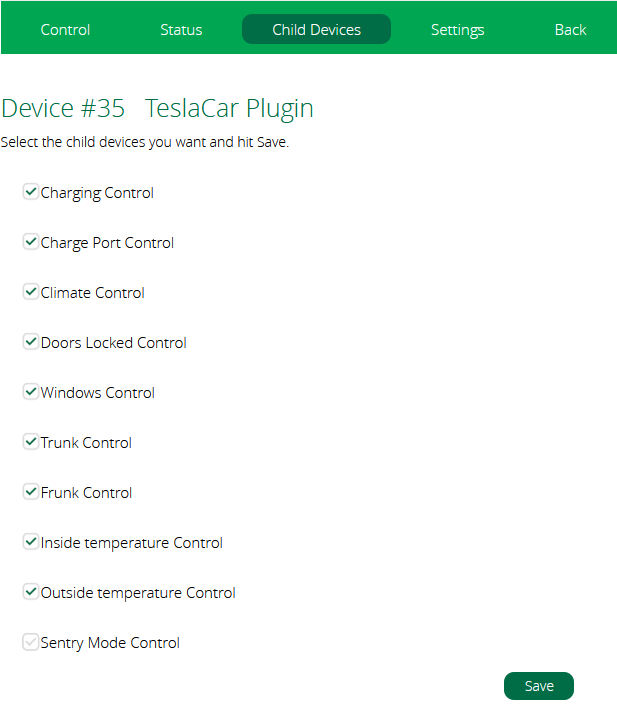 Control Status Child Devices Settings Back
Device #35 TeslaCar Plugin
Select the child devices you want and hit Save.
Charging Control
Charge Port Control
Climate Control
Doors Locked Control
Windows Control
Trunk Control
Frunk Control
Inside temperature Control
Outside temperature Control
Sentry Mode Control
Save